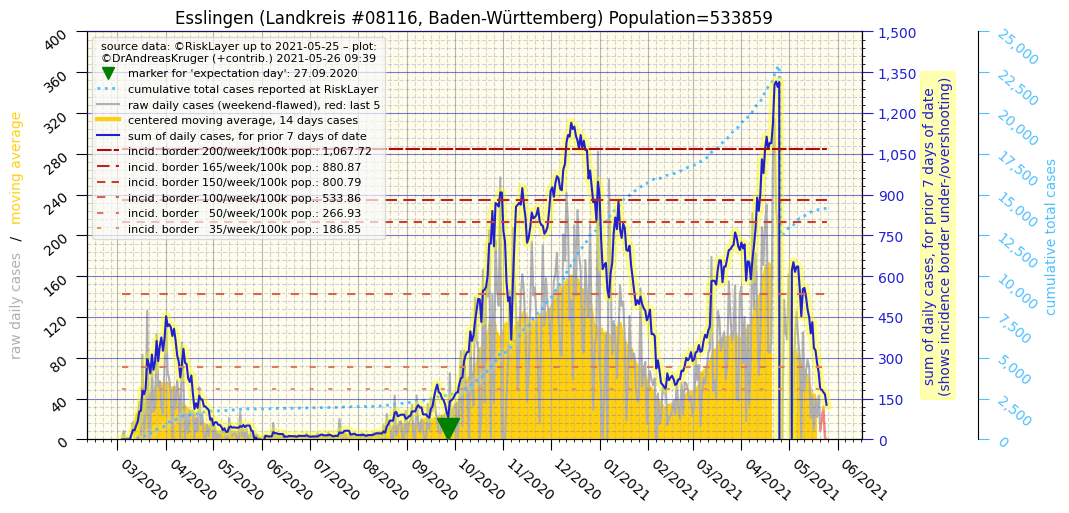 Esslingen (Landkreis #08116, Baden-Württemberg) Population=533859
source data: ©RiskLayer up to 2021-05-25 – plot:
©DrAndreasKruger (+contrib.) 2021-05-26 09:39
marker for 'expectation day': 27.09.2020
cumulative total cases reported at RiskLayer
raw daily cases (weekend-flawed), red: last 5
centered moving average, 14 days cases
sum of daily cases, for prior 7 days of date
incid. border 200/week/100k pop.: 1,067.72
incid. border 165/week/100k pop.: 880.87
incid. border 150/week/100k pop.: 800.79
incid. border 100/week/100k pop.: 533.86
incid. border 50/week/100k pop.: 266.93
incid. border 35/week/100k pop.: 186.85
raw daily cases / moving average
400
360
320
280
240
200
160
120
80
40
0
03/2020
04/2020
05/2020
06/2020
07/2020
08/2020
09/2020
10/2020
11/2020
12/2020
01/2021
02/2021
03/2021
04/2021
05/2021
06/2021
1,500
1,350
1,200
1,050
900
750
600
450
300
150
0
sum of daily cases, for prior 7 days of date
(shows incidence border under-/overshooting)
25,000
22,500
20,000
17,500
15,000
12,500
10,000
7,500
5,000
2,500
0
cumulative total cases